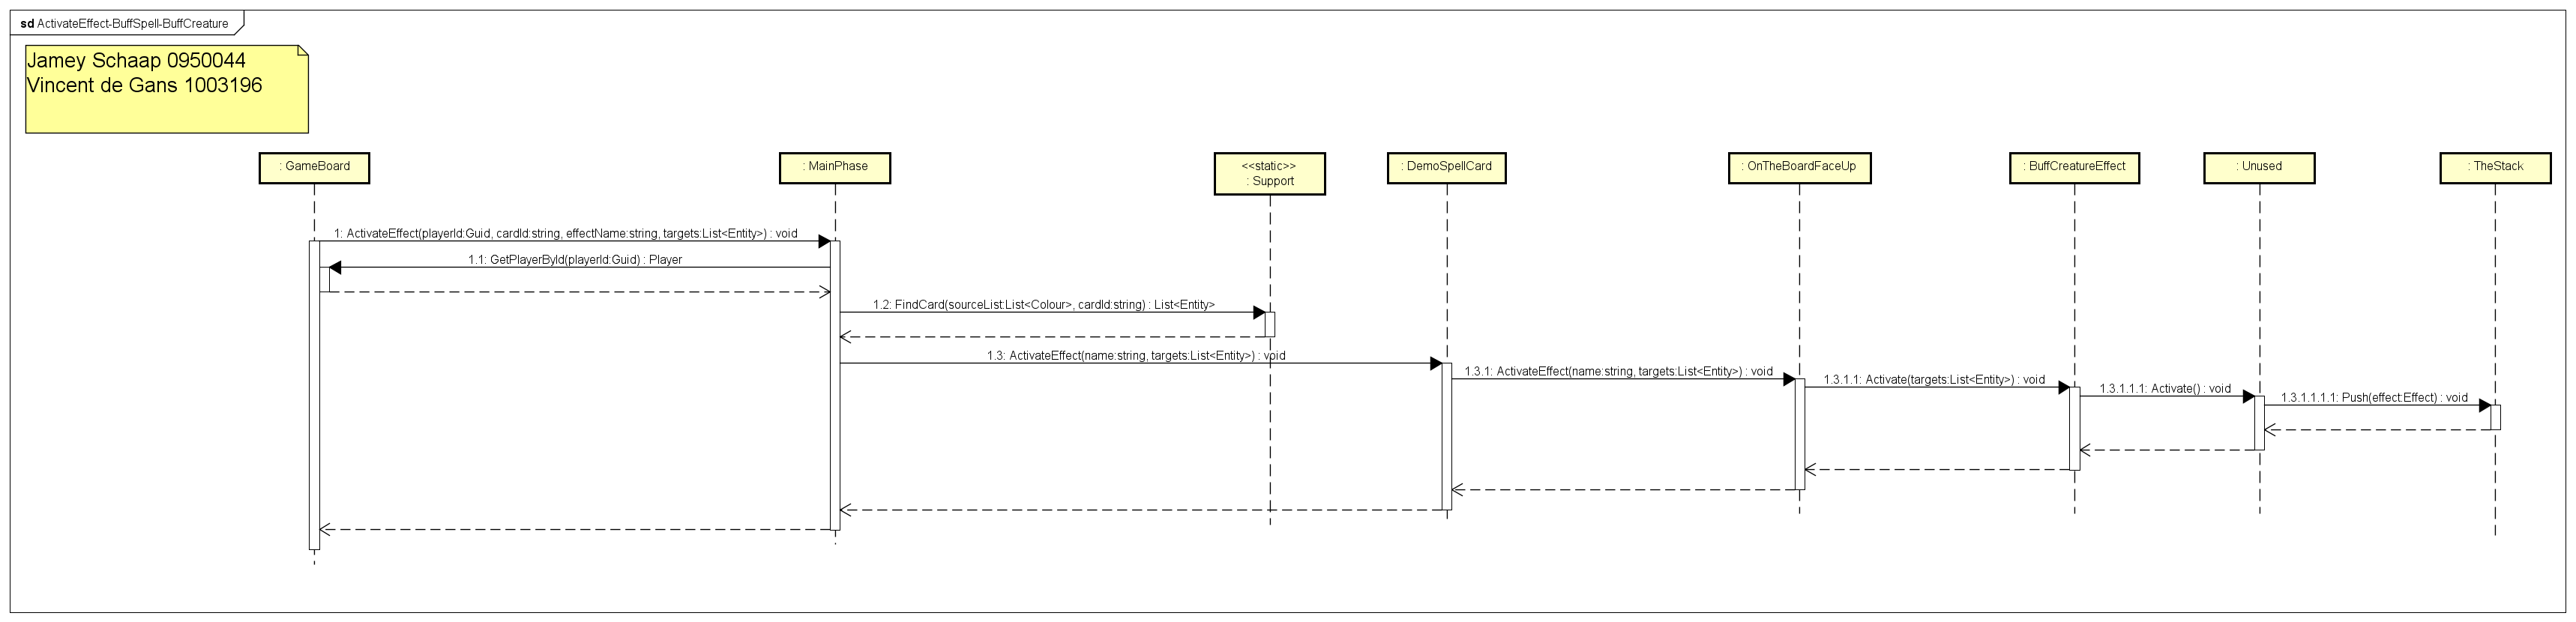 sd ActivateEffect-BuffSpell-BuffCreature
Jamey Schaap 0950044
Vincent de Gans 1003196
: GameBoard
: MainPhase
<<static>>
: Support
: DemoSpellCard
: OnTheBoardFaceUp
: BuffCreatureEffect
: Unused
: TheStack
1: ActivateEffect(playerId:Guid, cardId:string, effectName:string, targets:List<Entity>) : void
1.1: GetPlayerById(playerId:Guid) : Player
1.2: FindCard(sourceList:List<Colour>, cardId:string) : List<Entity>
1.3: ActivateEffect(name:string, targets:List<Entity>) : void
1.3.1: ActivateEffect(name:string, targets:List<Entity>) : void
1.3.1.1: Activate(targets:List<Entity>) : void
1.3.1.1.1: Activate() : void
1.3.1.1.1.1: Push(effect:Effect) : void